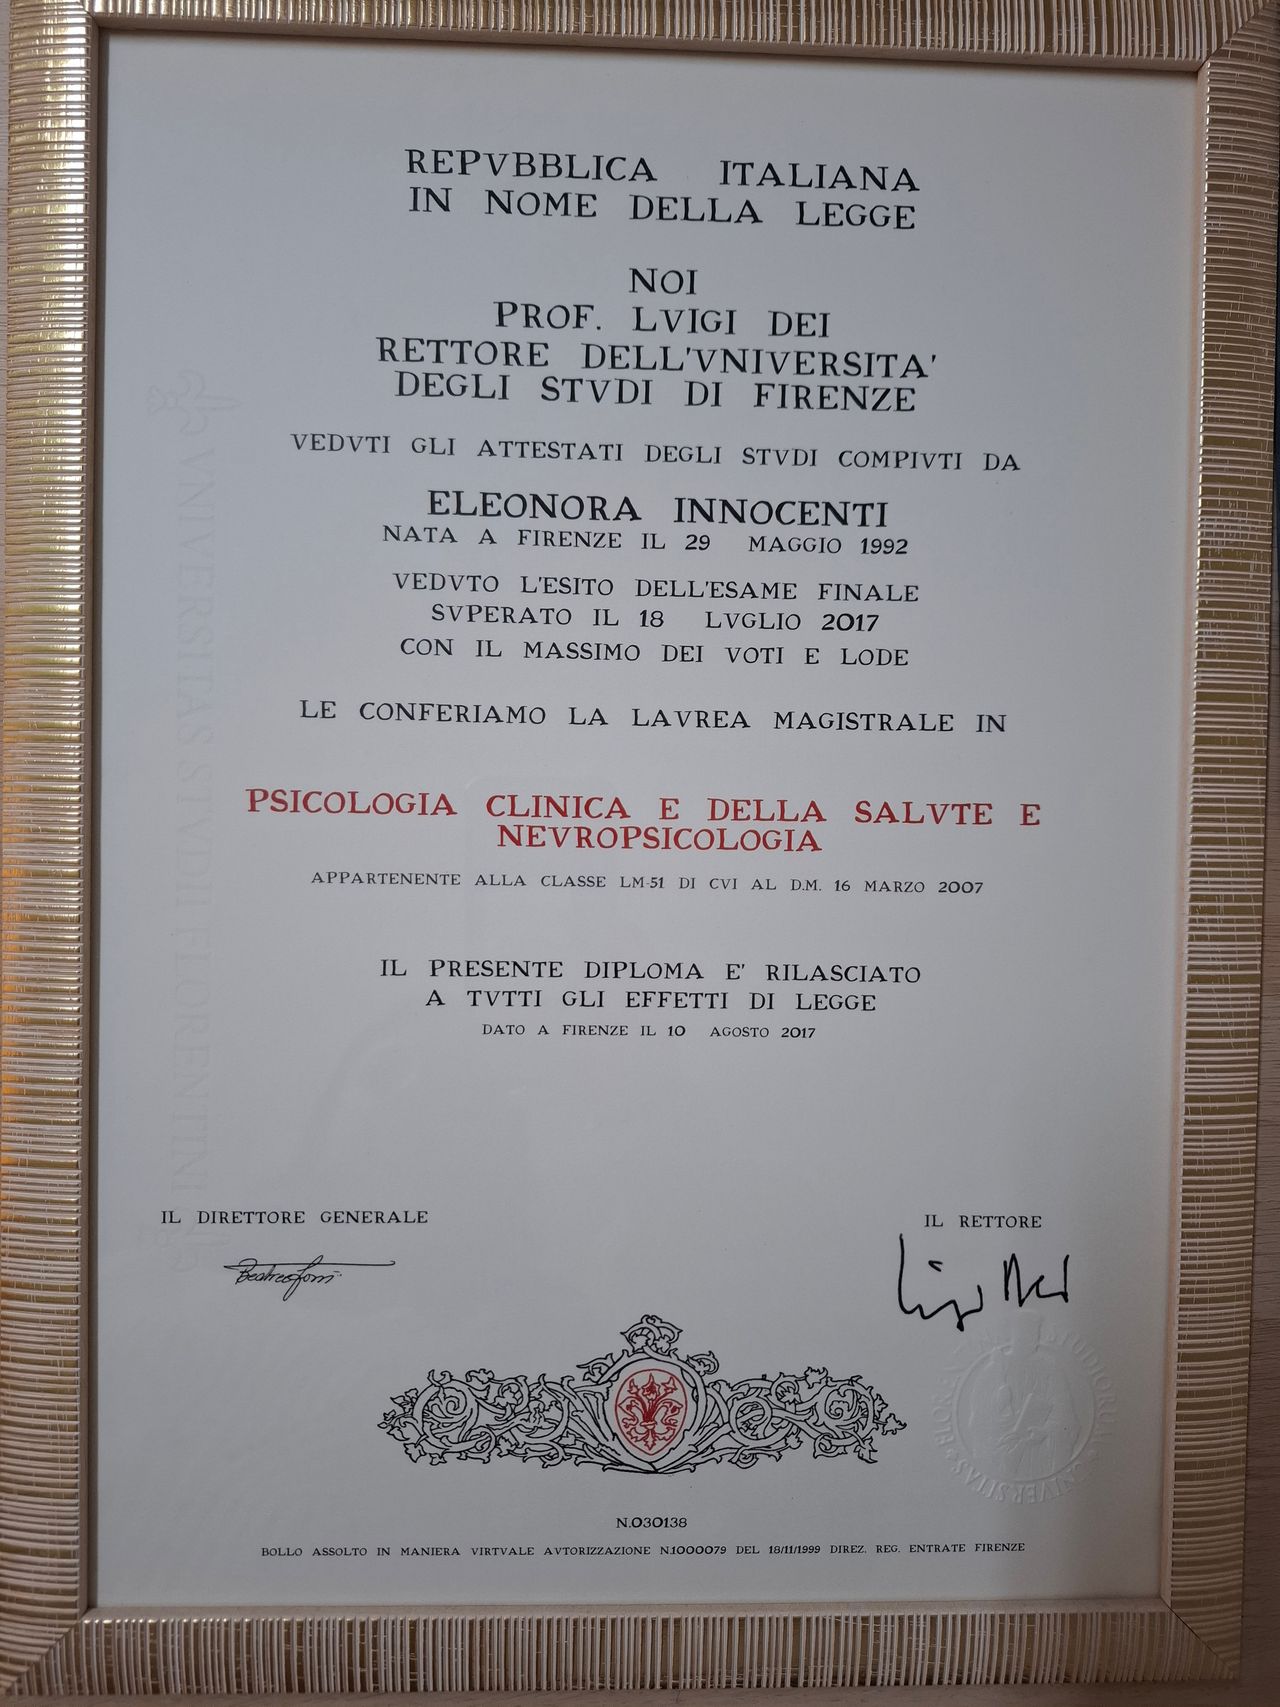 REPVBBLICA ITALIANA
IN NOME DELLA LEGGE
NOI
PROF. LVIGI DEI
RETTORE DELL'VNIVERSITA'
DEGLI STVDI DI FIRENZE
VEDVTI GLI ATTESTATI DEGLI STVDI COMPIVTI DA
ELEONORA INNOCENTI
NATA A FIRENZE IL 29 MAGGIO 1992
VEDVTO L'ESITO DELL'ESAME FINALE
SVPERATO IL 18 LVGLIO 2017
CON IL MASSIMO DEI VOTI E LODE
LE CONFERIAMO LA LAVREA MAGISTRALE IN
PSICOLOGIA CLINICA E DELLA SALVTE E
NEVROPSICOLOGIA
APPARTENENTE ALLA CLASSE LM-51 DI CVI AL D.M. 16 MARZO 2007
IL PRESENTE DIPLOMA E' RILASCIATO
A TVTTI GLI EFFETTI DI LEGGE
DATO A FIRENZE IL 10 AGOSTO 2017
VNIVERSITAS STVDII FLORENTINI
IL DIRETTORE GENERALE
IL RETTORE
Luigi Dei
N.030138
BOLLO ASSOLTO IN MANIERA VIRTVALE AVTORIZZAZIONE N.1000079 DEL 18/11/1999 DIREZ. REG. ENTRATE FIRENZE